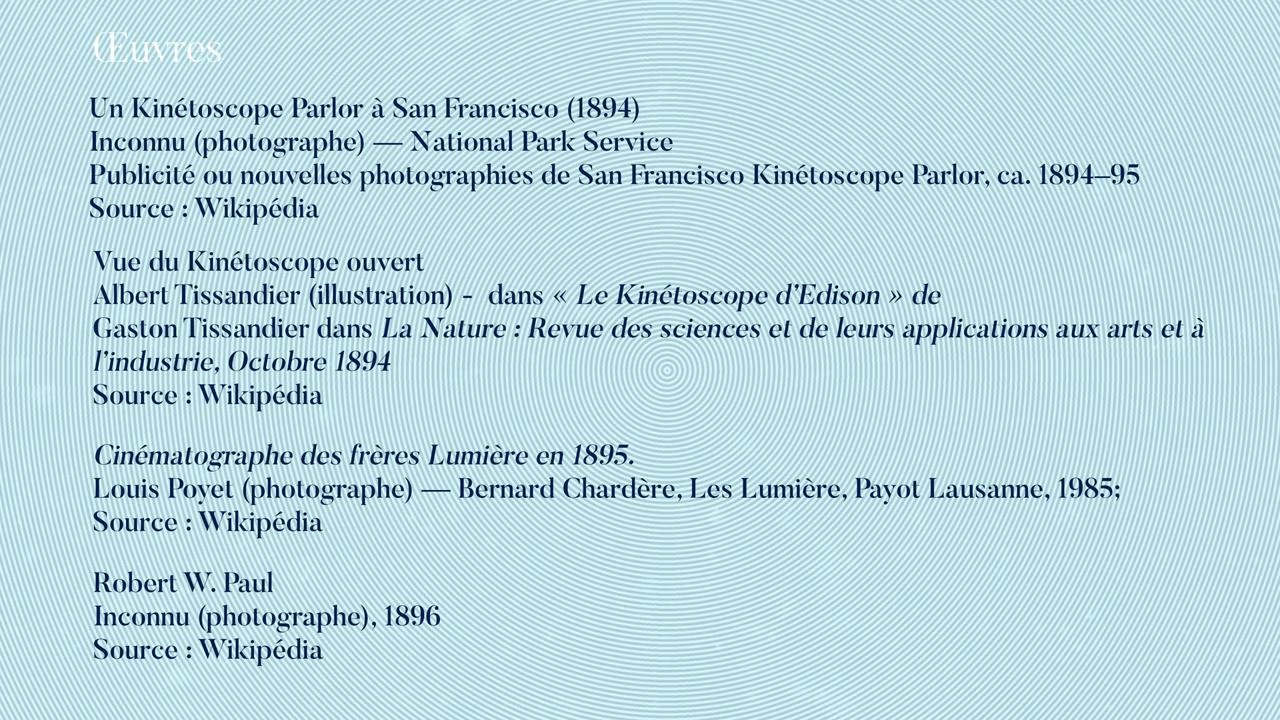 Œuvres
Un Kinétoscope Parlor à San Francisco (1894)
Inconnu (photographe) — National Park Service
Publicité ou nouvelles photographies de San Francisco Kinétoscope Parlor, ca. 1894–95
Source : Wikipédia
Vue du Kinétoscope ouvert
Albert Tissandier (illustration) - dans « Le Kinétoscope d'Edison » de
Gaston Tissandier dans La Nature : Revue des sciences et de leurs applications aux arts et à
l'industrie, Octobre 1894
Source : Wikipédia
Cinématographe des frères Lumière en 1895.
Louis Poyet (photographe) — Bernard Chardère, Les Lumière, Payot Lausanne, 1985;
Source : Wikipédia
Robert W. Paul
Inconnu (photographe), 1896
Source : Wikipédia